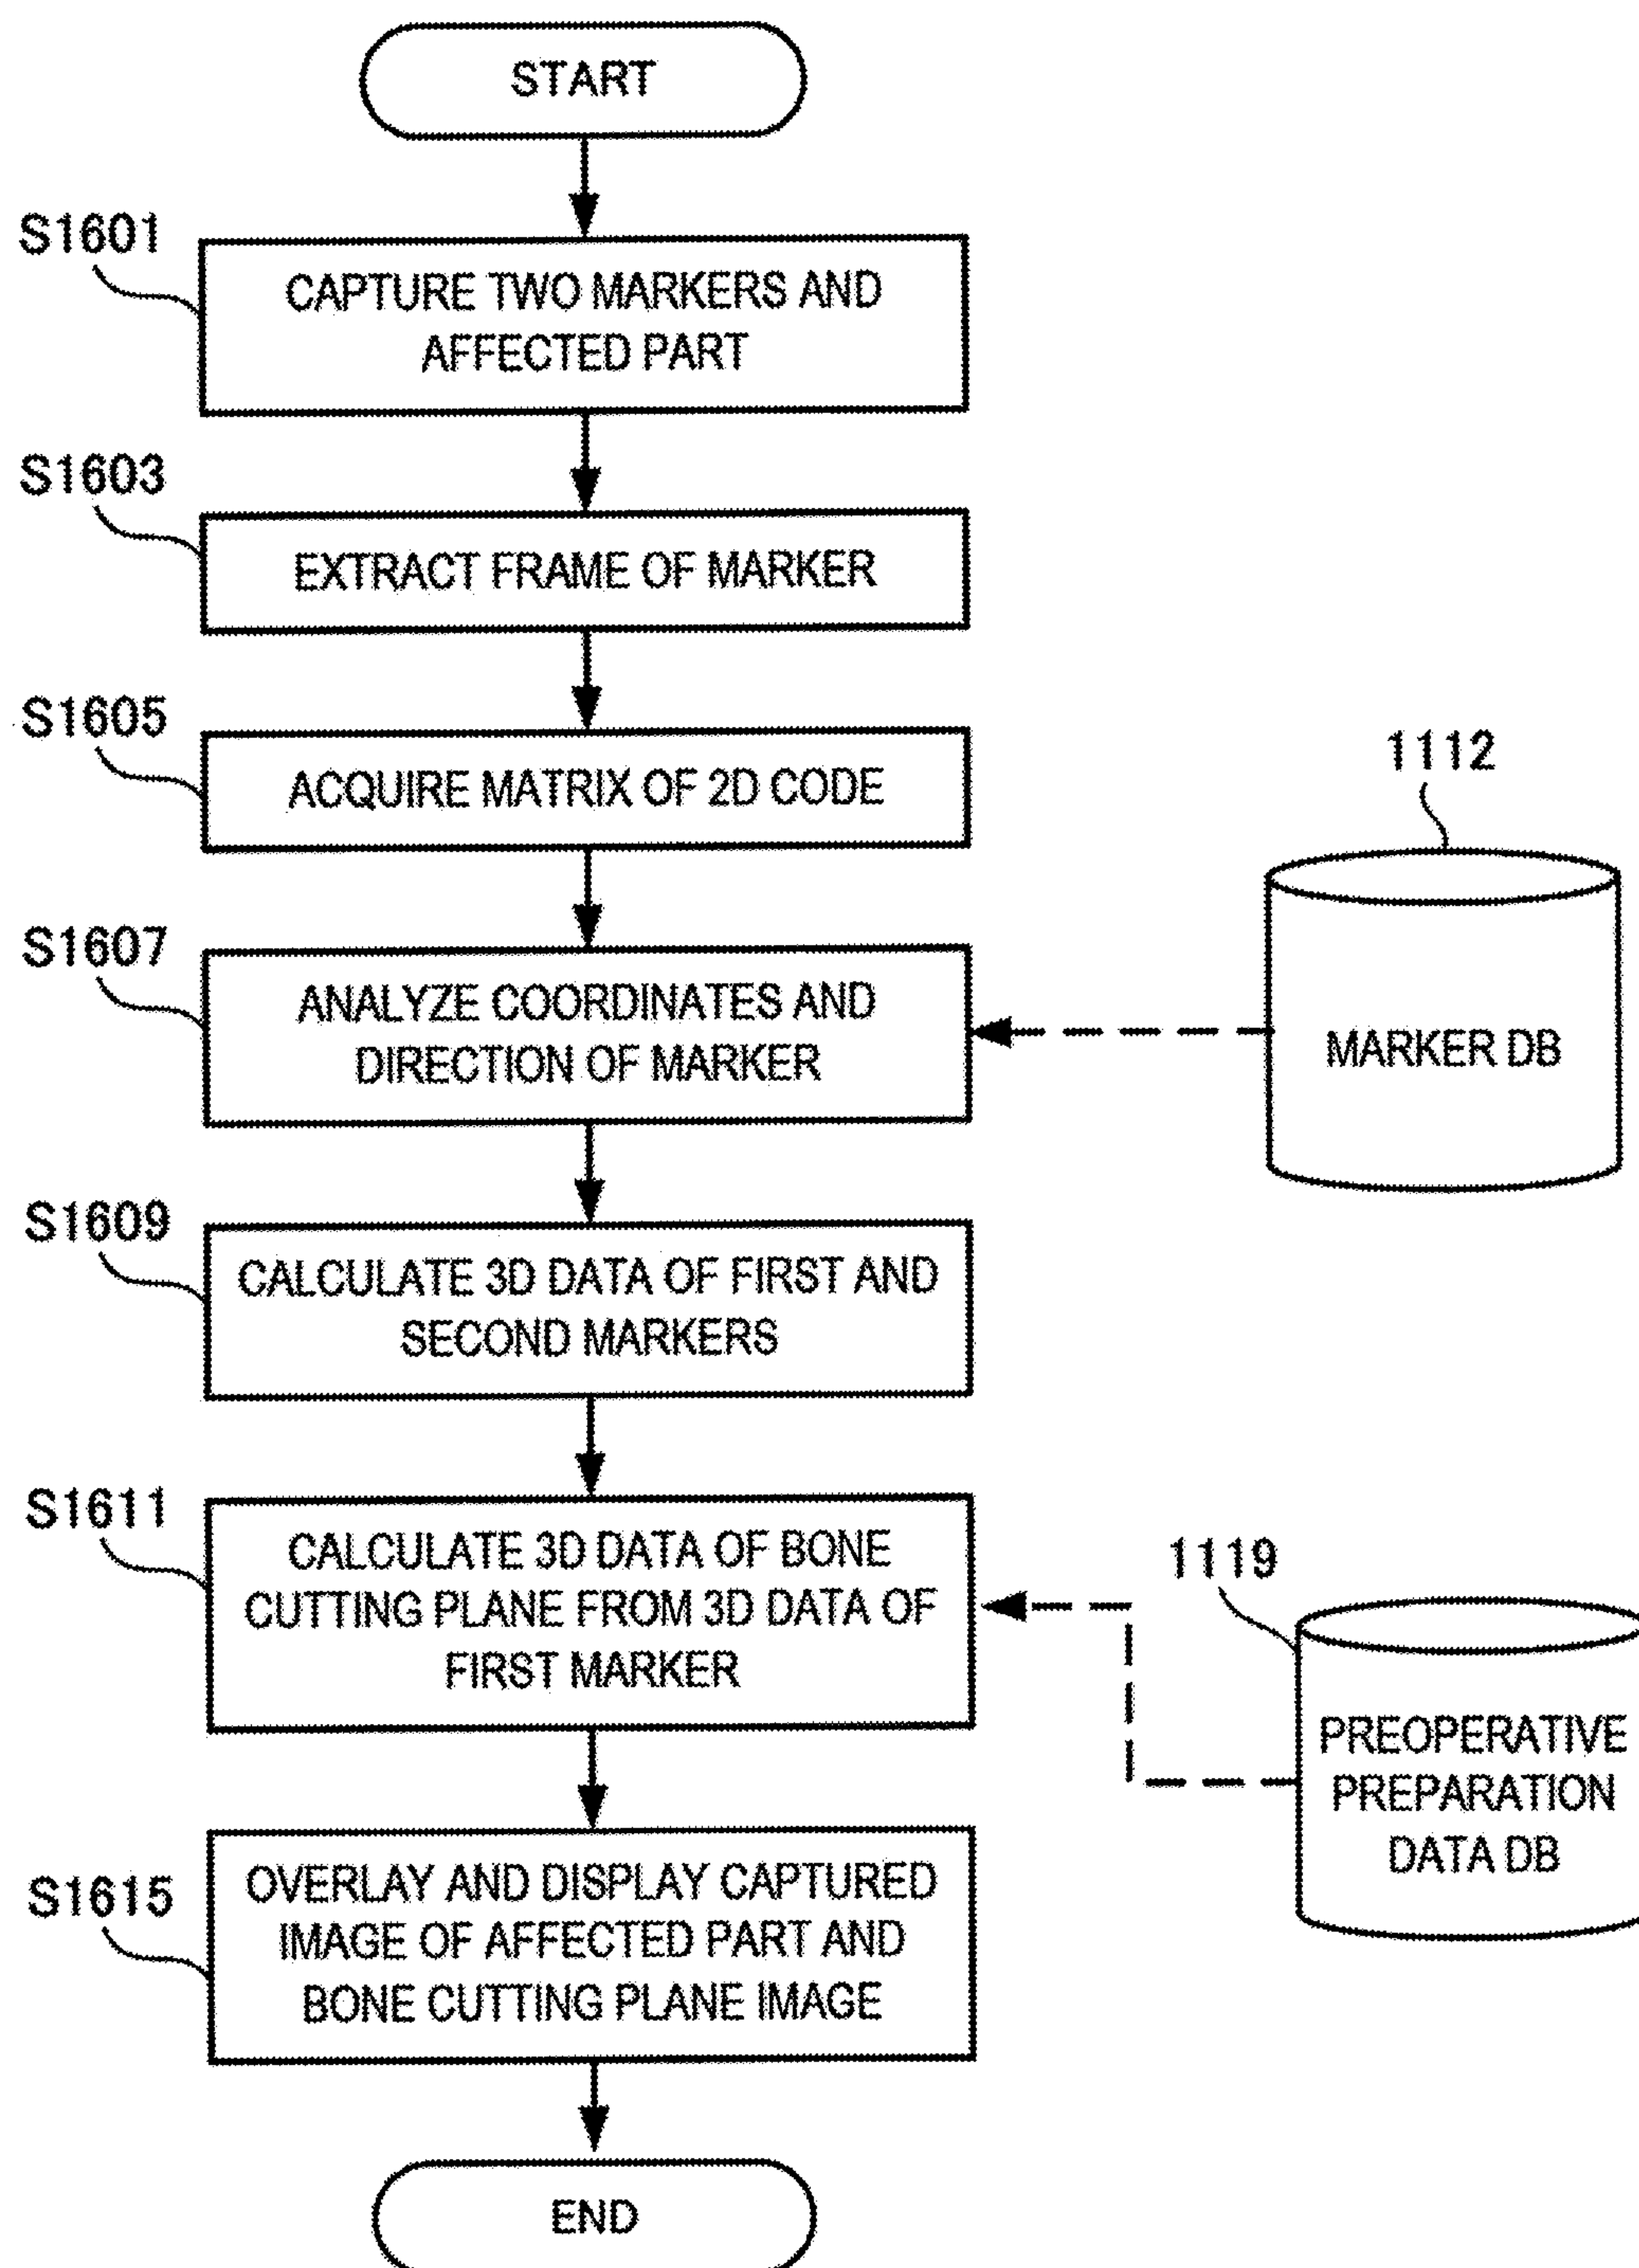 START
S1601
CAPTURE TWO MARKERS AND
AFFECTED PART
S1603
EXTRACT FRAME OF MARKER
S1605
ACQUIRE MATRIX OF 2D CODE
1112
S1607
ANALYZE COORDINATES AND
DIRECTION OF MARKER
MARKER DB
S1609
CALCULATE 3D DATA OF FIRST AND
SECOND MARKERS
S1611
CALCULATE 3D DATA OF BONE
CUTTING PLANE FROM 3D DATA OF
FIRST MARKER
1119
PREOPERATIVE
PREPARATION
DATA DB
S1615
OVERLAY AND DISPLAY CAPTURED
IMAGE OF AFFECTED PART AND
BONE CUTTING PLANE IMAGE
END